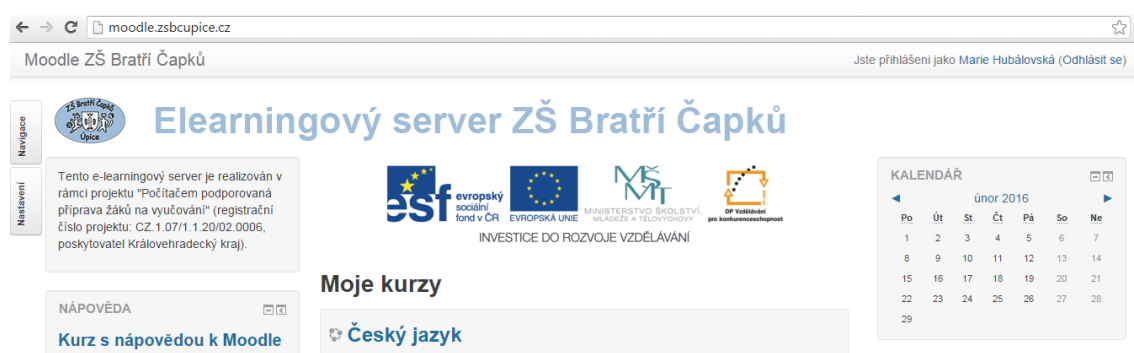 moodle.zsbcupice.cz
Moodle ZŠ Bratří Čapků
Jste přihlášeni jako Marie Hubálovská (Odhlásit se)
Navigace
Nastavení
ZŠ Bratří Čapků
Úpice
Elearningový server ZŠ Bratří Čapků
Tento e-learningový server je realizován v
rámci projektu "Počítačem podporovaná
příprava žáků na vyučování" (registrační
číslo projektu: CZ.1.07/1.1.20/02.0006,
poskytovatel Královehradecký kraj).
NÁPOVĚDA
Kurz s nápovědou k Moodle
esf evropský
sociální
fond v ČR
EVROPSKÁ UNIE
MŠMT
MINISTERSTVO ŠKOLSTVÍ,
MLÁDEŽE A TĚLOVÝCHOVY
OP Vzdělávání
pro konkurenceschopnost
INVESTICE DO ROZVOJE VZDĚLÁVÁNÍ
Moje kurzy
Český jazyk
KALENDÁŘ
únor 2016
Po Út St Čt Pá So Ne
1 2 3 4 5 6 7
8 9 10 11 12 13 14
15 16 17 18 19 20 21
22 23 24 25 26 27 28
29